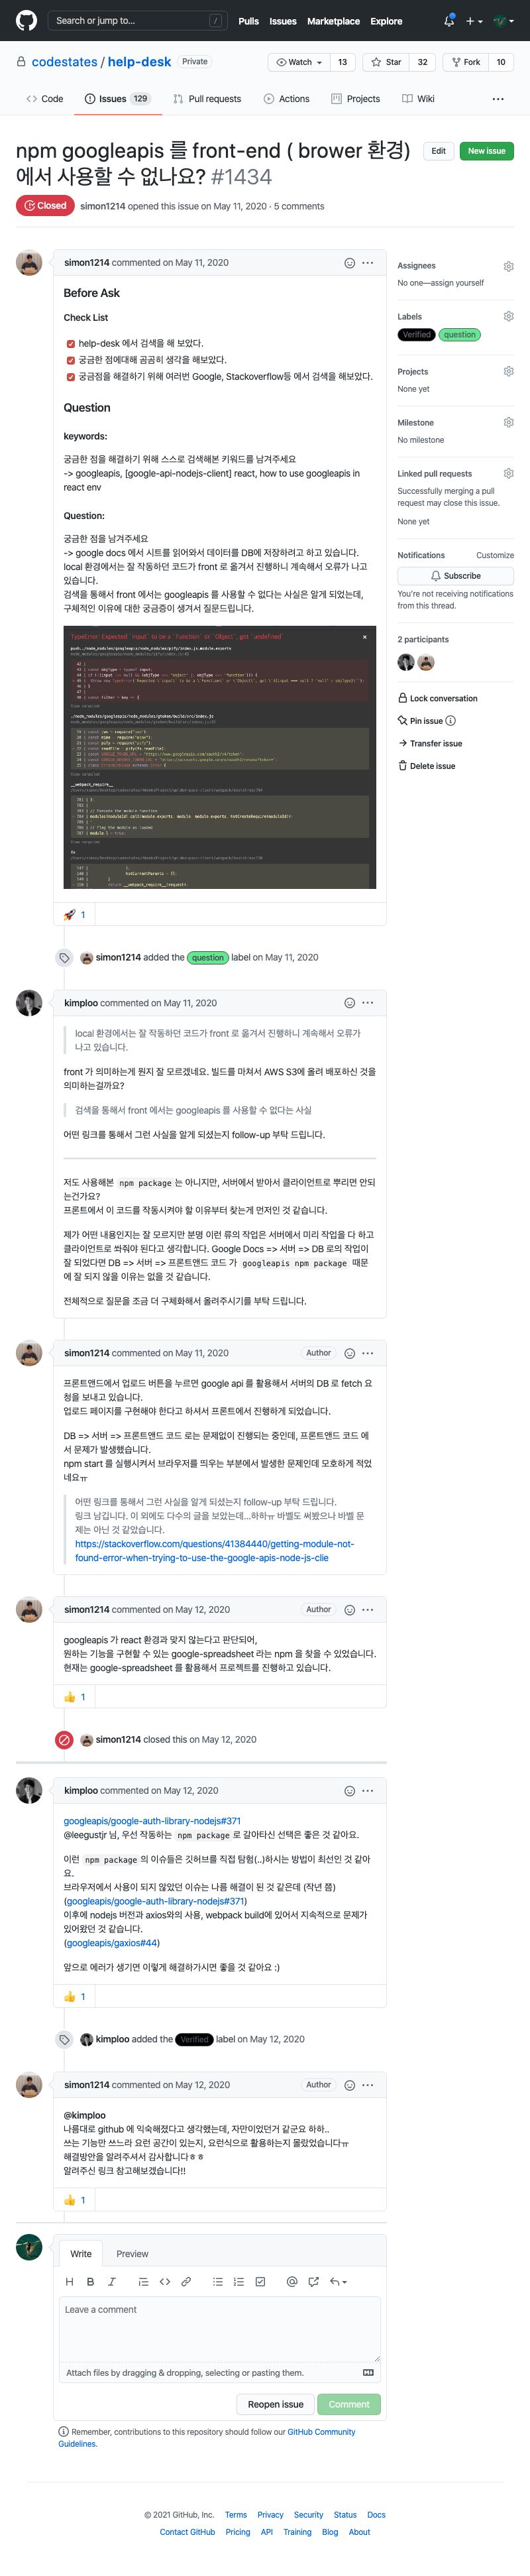 Search or jump to...
/
Pulls Issues Marketplace Explore
codestates / help-desk Private
Watch 13 Star 32 Fork 10
Code Issues 129 Pull requests Actions Projects Wiki
npm googleapis 를 front-end ( brower 환경)
에서 사용할 수 없나요? #1434
Edit New issue
Closed simon1214 opened this issue on May 11, 2020 · 5 comments
simon1214 commented on May 11, 2020
Before Ask
Check List
help-desk 에서 검색을 해 보았다.
궁금한 점에대해 곰곰히 생각을 해보았다.
궁금점을 해결하기 위해 여러번 Google, Stackoverflow등 에서 검색을 해보았다.
Question
keywords:
궁금한 점을 해결하기 위해 스스로 검색해본 키워드를 남겨주세요
-> googleapis, [google-api-nodejs-client] react, how to use googleapis in
react env
Question:
궁금한 점을 남겨주세요
-> google docs 에서 시트를 읽어와서 데이터를 DB에 저장하려고 하고 있습니다.
local 환경에서는 잘 작동하던 코드가 front 로 옮겨서 진행하니 계속해서 오류가 나고
있습니다.
검색을 통해서 front 에서는 googleapis 를 사용할 수 없다는 사실은 알게 되었는데,
구체적인 이유에 대한 궁금증이 생겨서 질문드립니다.
TypeError: Expected `input` to be a `Function` or `Object`, got `undefined`
1
Assignees
No one—assign yourself
Labels
Verified question
Projects
None yet
Milestone
No milestone
Linked pull requests
Successfully merging a pull
request may close this issue.
None yet
Notifications Customize
Subscribe
You're not receiving notifications
from this thread.
2 participants
Lock conversation
Pin issue
Transfer issue
Delete issue
simon1214 added the question label on May 11, 2020
kimploo commented on May 11, 2020
local 환경에서는 잘 작동하던 코드가 front 로 옮겨서 진행하니 계속해서 오류가
나고 있습니다.
front 가 의미하는게 뭔지 잘 모르겠네요. 빌드를 마쳐서 AWS S3에 올려 배포하신 것을
의미하는걸까요?
검색을 통해서 front 에서는 googleapis 를 사용할 수 없다는 사실
어떤 링크를 통해서 그런 사실을 알게 되셨는지 follow-up 부탁 드립니다.
저도 사용해본 npm package 는 아니지만, 서버에서 받아서 클라이언트로 뿌리면 안되
는건가요?
프론트에서 이 코드를 작동시켜야 할 이유부터 찾는게 먼저인 것 같습니다.
제가 어떤 내용인지는 잘 모르지만 분명 이런 류의 작업은 서버에서 미리 작업을 다 하고
클라이언트로 쏴줘야 된다고 생각합니다. Google Docs => 서버 => DB 로의 작업이
잘 되었다면 DB => 서버 => 프론트엔드 코드 가 googleapis npm package 때문
에 잘 되지 않을 이유는 없을 것 같습니다.
전체적으로 질문을 조금 더 구체화해서 올려주시기를 부탁 드립니다.
simon1214 commented on May 11, 2020 Author
프론트앤드에서 업로드 버튼을 누르면 google api 를 활용해서 서버의 DB 로 fetch 요
청을 보내고 있습니다.
업로드 페이지를 구현해야 한다고 하셔서 프론트에서 진행하게 되었습니다.
DB => 서버 => 프론트앤드 코드 로는 문제없이 진행되는 중인데, 프론트앤드 코드 에
서 문제가 발생했습니다.
npm start 를 실행시켜서 브라우저를 띄우는 부분에서 발생한 문제인데 모호하게 적었
네요ㅠ
어떤 링크를 통해서 그런 사실을 알게 되셨는지 follow-up 부탁 드립니다.
링크 남깁니다. 이 외에도 다수의 글을 보았는데...하하ㅠ 바벨도 써봤으나 바벨 문
제는 아닌 것 같았습니다.
https://stackoverflow.com/questions/41384440/getting-module-not-
found-error-when-trying-to-use-the-google-apis-node-js-clie
simon1214 commented on May 12, 2020 Author
googleapis 가 react 환경과 맞지 않는다고 판단되어,
원하는 기능을 구현할 수 있는 google-spreadsheet 라는 npm 을 찾을 수 있었습니다.
현재는 google-spreadsheet 를 활용해서 프로젝트를 진행하고 있습니다.
1
simon1214 closed this on May 12, 2020
kimploo commented on May 12, 2020
googleapis/google-auth-library-nodejs#371
@leegustjr 님, 우선 작동하는 npm package 로 갈아타신 선택은 좋은 것 같아요.
이런 npm package 의 이슈들은 깃허브를 직접 탐험(..)하시는 방법이 최선인 것 같아
요.
브라우저에서 사용이 되지 않았던 이슈는 나름 해결이 된 것 같은데 (작년 쯤)
(googleapis/google-auth-library-nodejs#371)
이후에 nodejs 버전과 axios와의 사용, webpack build에 있어서 지속적으로 문제가
있어왔던 것 같습니다.
(googleapis/gaxios#44)
앞으로 에러가 생기면 이렇게 해결하가시면 좋을 것 같아요 :)
1
kimploo added the Verified label on May 12, 2020
simon1214 commented on May 12, 2020 Author
@kimploo
나름대로 github 에 익숙해졌다고 생각했는데, 자만이었던거 같군요 하하..
쓰는 기능만 쓰느라 요런 공간이 있는지, 요런식으로 활용하는지 몰랐었습니다ㅠ
해결방안을 알려주셔서 감사합니다ㅎㅎ
알려주신 링크 참고해보겠습니다!!
1
Write Preview
Leave a comment
Attach files by dragging & dropping, selecting or pasting them.
Reopen issue Comment
Remember, contributions to this repository should follow our GitHub Community
Guidelines.
© 2021 GitHub, Inc. Terms Privacy Security Status Docs
Contact GitHub Pricing API Training Blog About